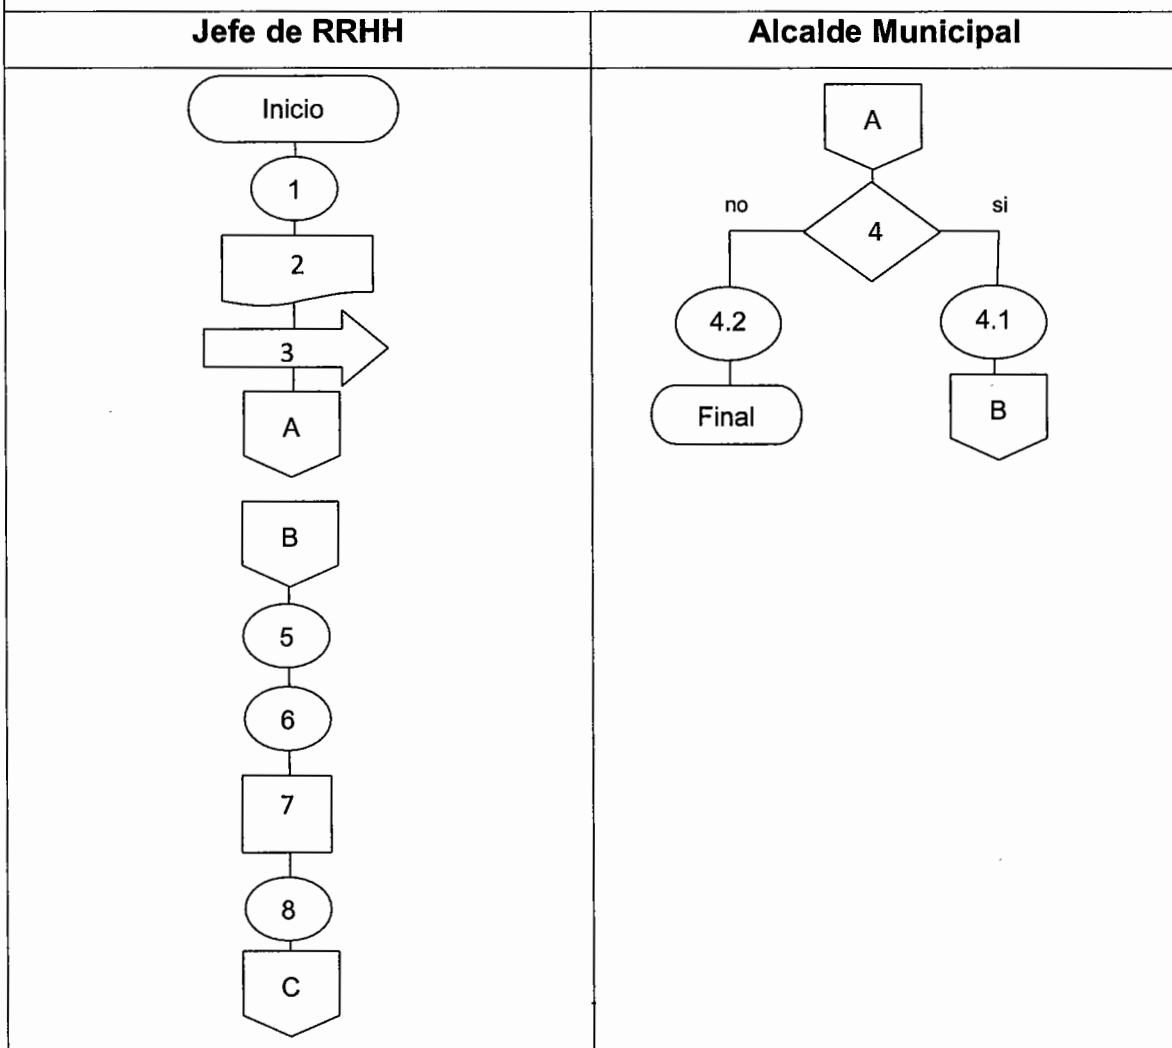 Jefe de RRHH
Inicio
1
2
3
A
B
5
6
7
8
C
Alcalde Municipal
A
4
no
si
4.2
4.1
Final
B